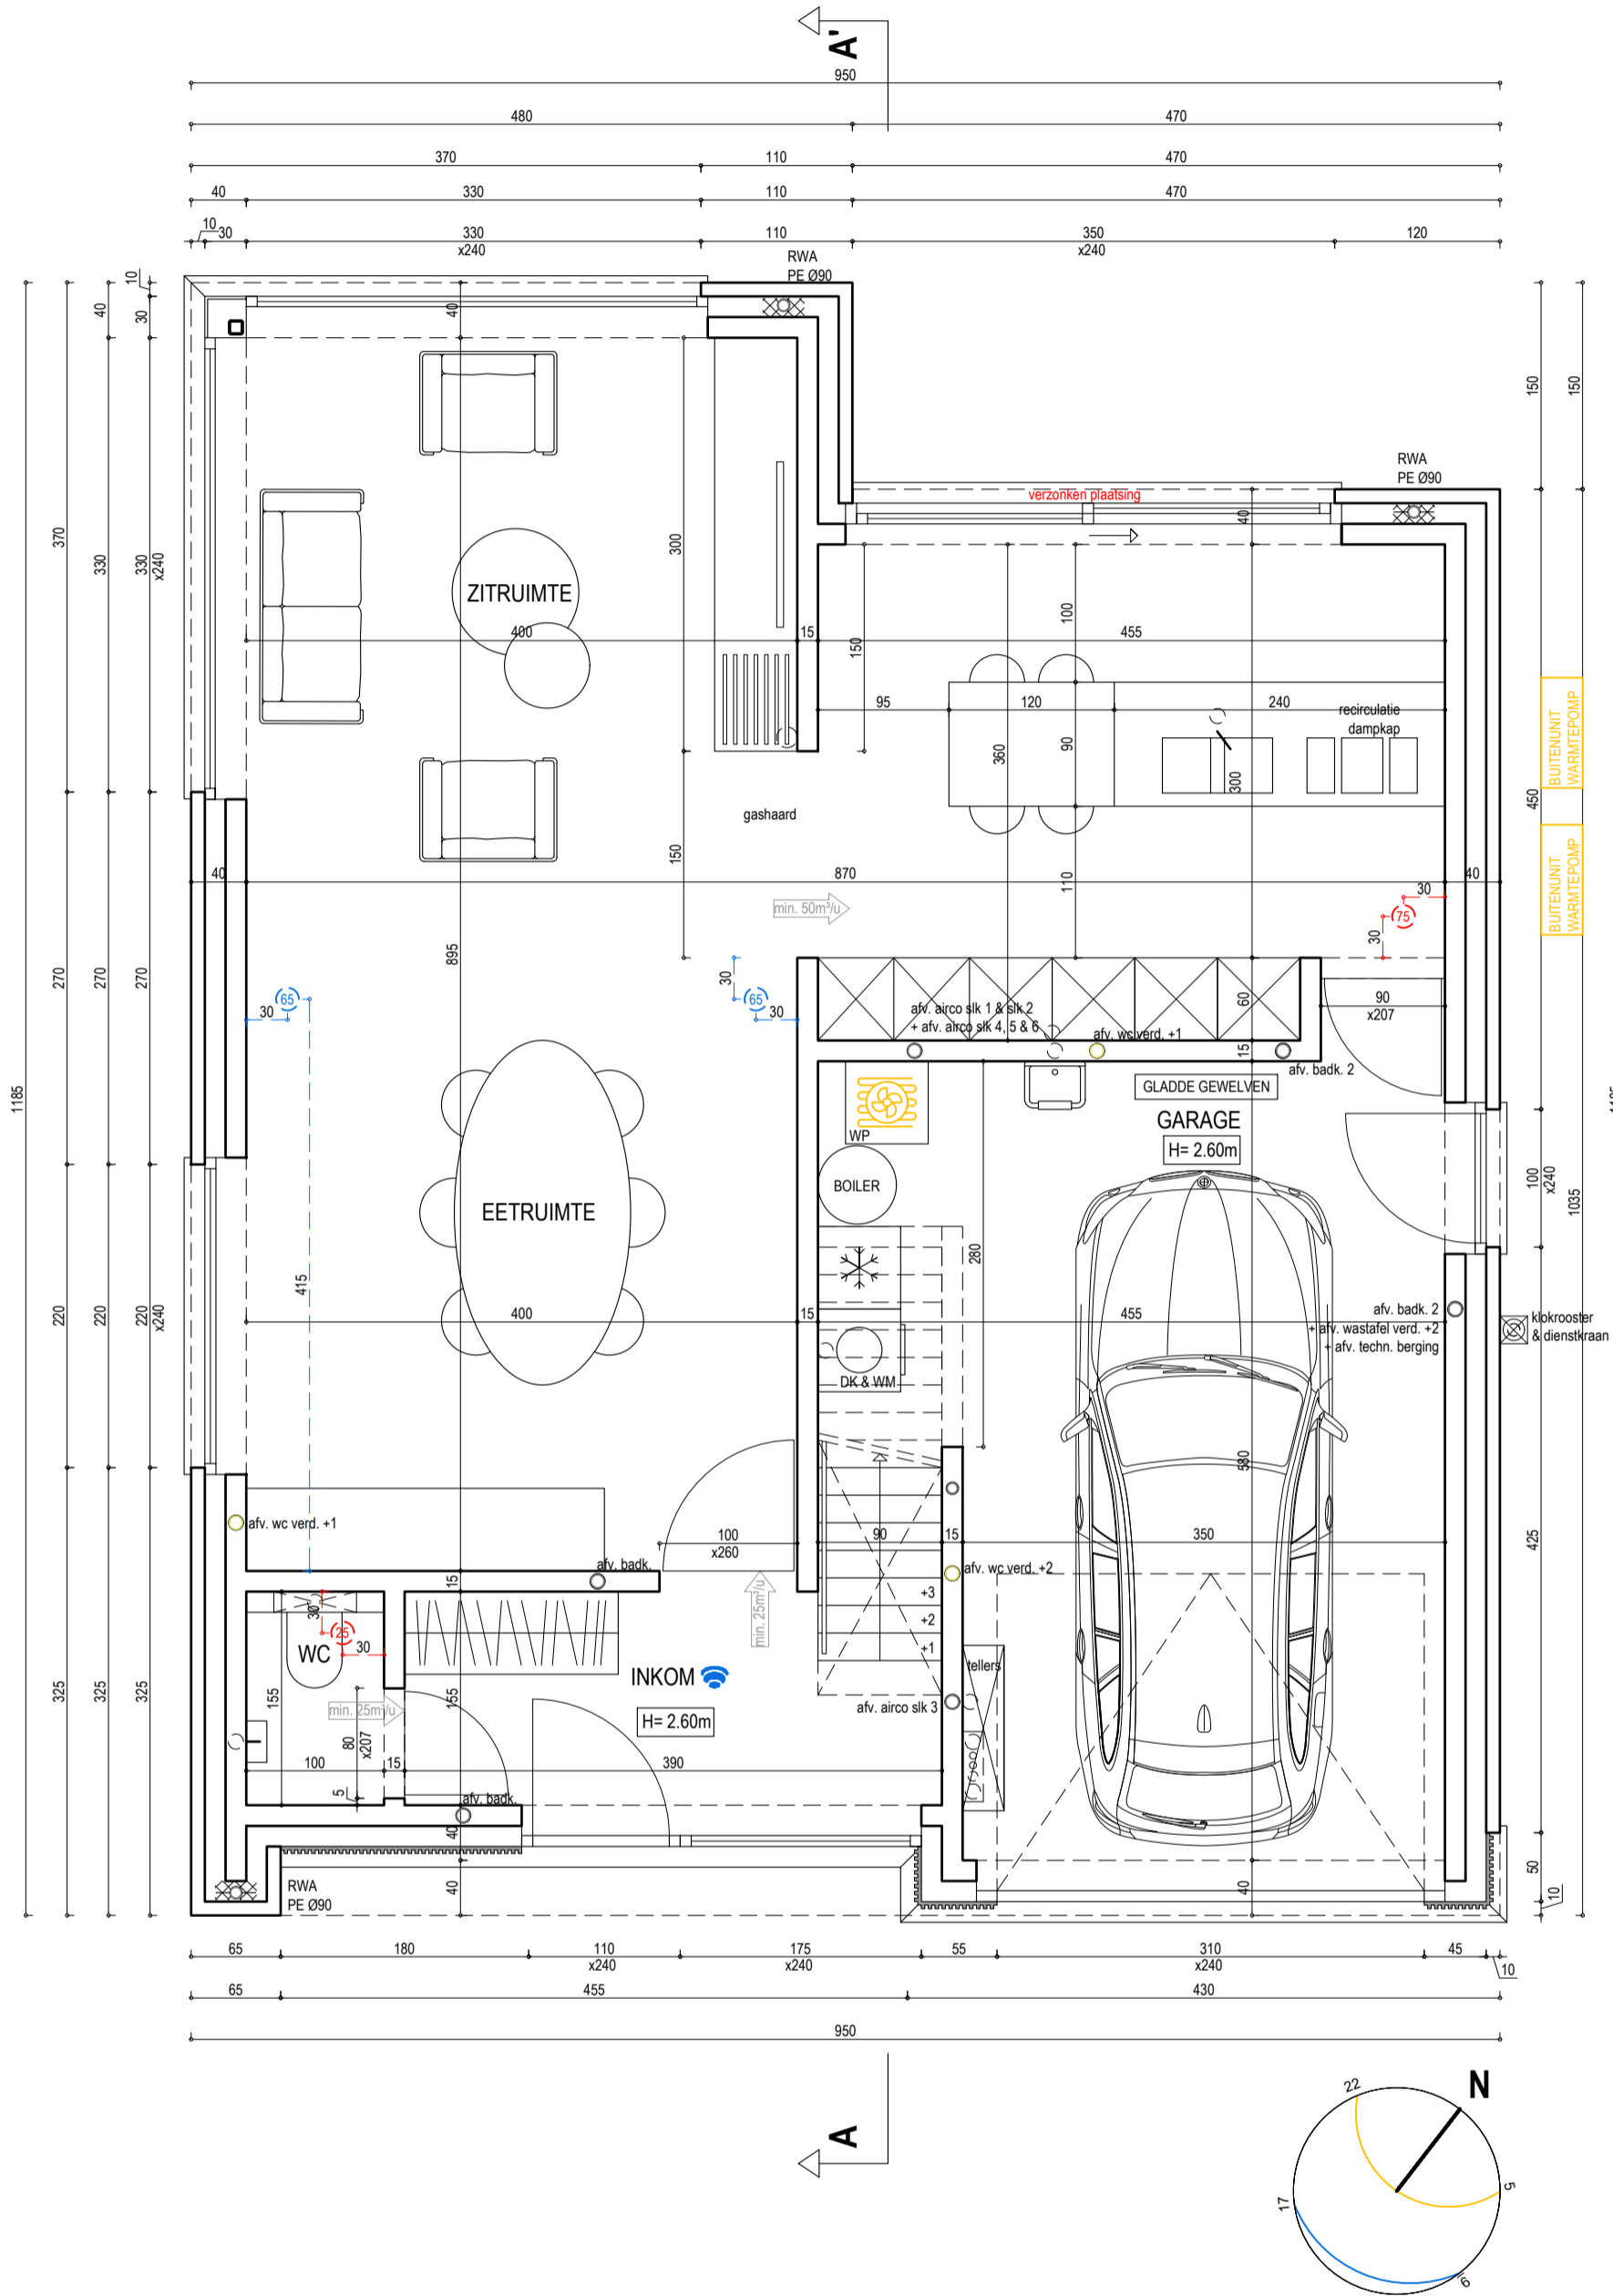 A'
950
480 470
370 110 470
40 330 110 470
10 30 330 110 350 120
x240 x240
RWA
PE Ø90
10
40 30 40
150 150
RWA
PE Ø90
verzonken plaatsing
40
370 330 330
x240
300
ZITRUIMTE
400 15 455
150
100
95 120 240
recirculatie
dampkap
360 90
300
BUITENUNIT
WARMTEPOMP
450
gashaard
150
110
BUITENUNIT
WARMTEPOMP
40 870 40
min. 50m³/u
30
75
30
895
270 270 270
30
65 65
30 30
60
90
x207
afv. airco slk 1 & slk 2
+ afv. airco slk 4, 5 & 6
afv. wc verd. +1
15
afv. badk. 2
GLADDE GEWELVEN
GARAGE
H= 2.60m
WP
BOILER
1185
100
x240
1035
EETRUIMTE
280
415
220 220 220
x240
400 15 455
afv. badk. 2
+ afv. wastafel verd. +2
+ afv. techn. berging
klokrooster
& dienstkraan
DK & WM
580
afv. wc verd. +1
100
x260
90 15 350
425
afv. badk.
15
afv. wc verd. +2
min. 25m³/u
+3
+2
+1
30
25
30
WC
INKOM
H= 2.60m
tellers
afv. airco slk 3
325 325 325
155
155
min. 25m³/u
80
x207
100 15 390
5
afv. badk.
40
40
40
50
10
RWA
PE Ø90
65 180 110 175 55 310 45
x240 x240 x240
10
65 455 430
950
A
N
22
5
17
6